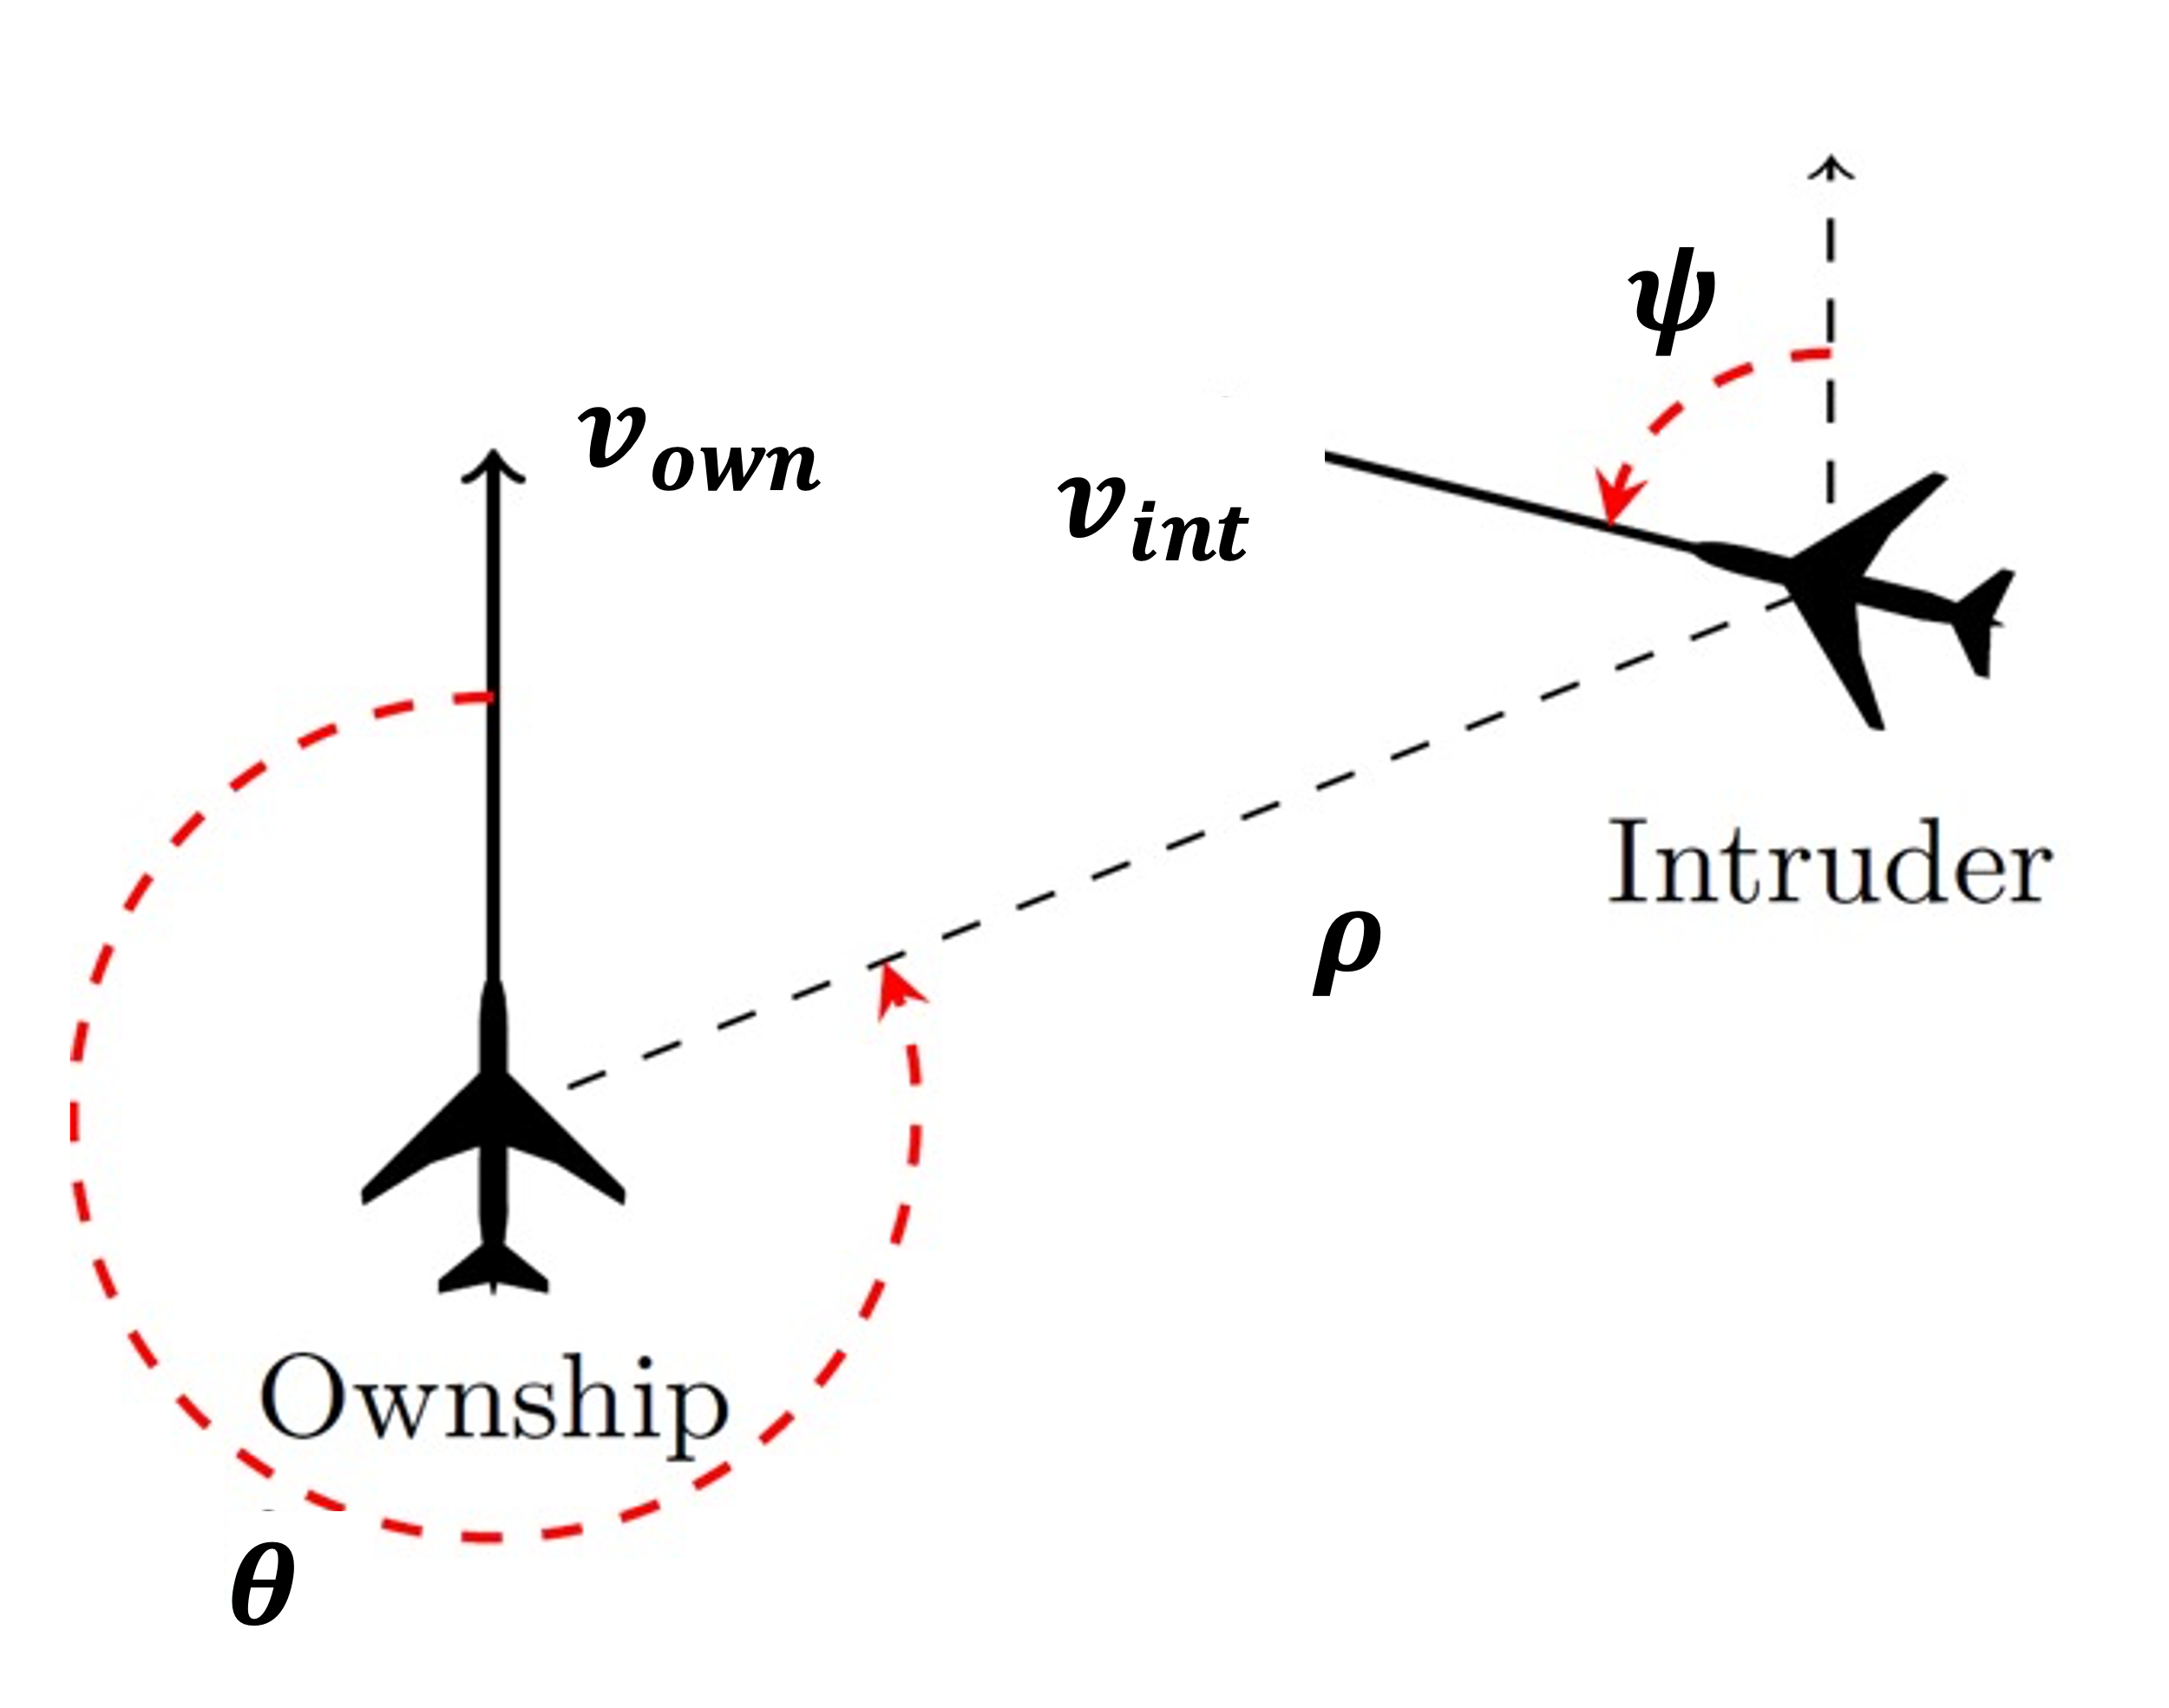 ψ
v_own
v_int
Intruder
ρ
Ownship
θ